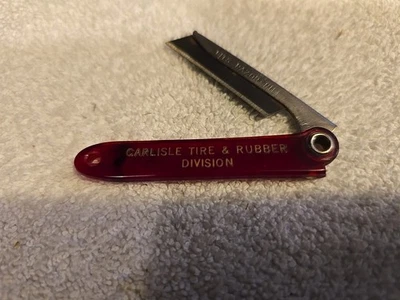 CARLISLE TIRE & RUBBER
DIVISION